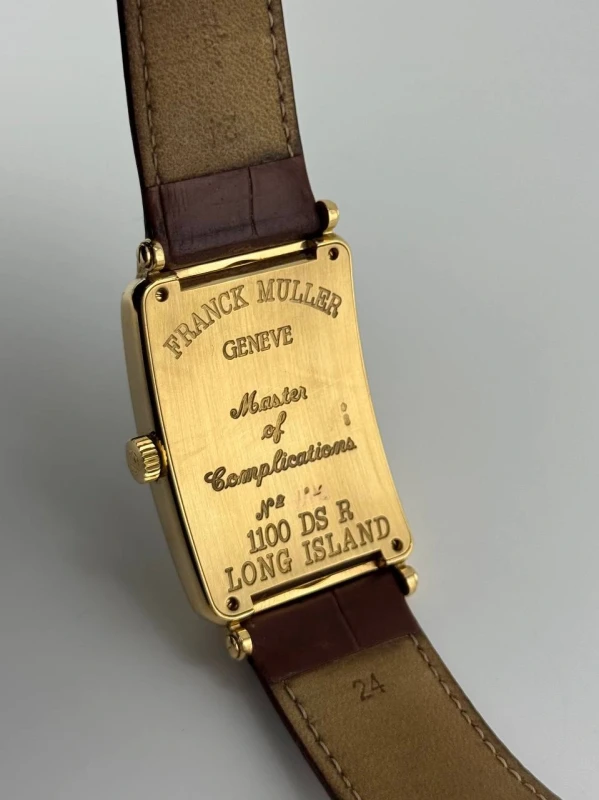 FRANCK MULLER
GENEVE
Master
of
Complications
Nº
1100 DS R
LONG ISLAND
24